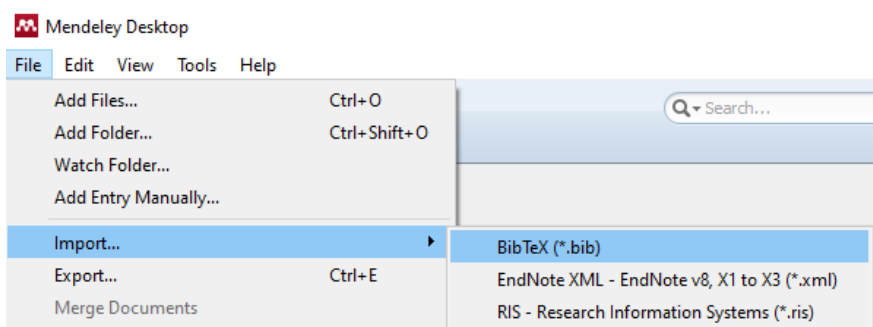 Mendeley Desktop
File Edit View Tools Help
Add Files... Ctrl+O
Search...
Add Folder... Ctrl+Shift+O
Watch Folder...
Add Entry Manually...
Import...
BibTeX (*.bib)
Export... Ctrl+E
EndNote XML - EndNote v8, X1 to X3 (*.xml)
Merge Documents
RIS - Research Information Systems (*.ris)